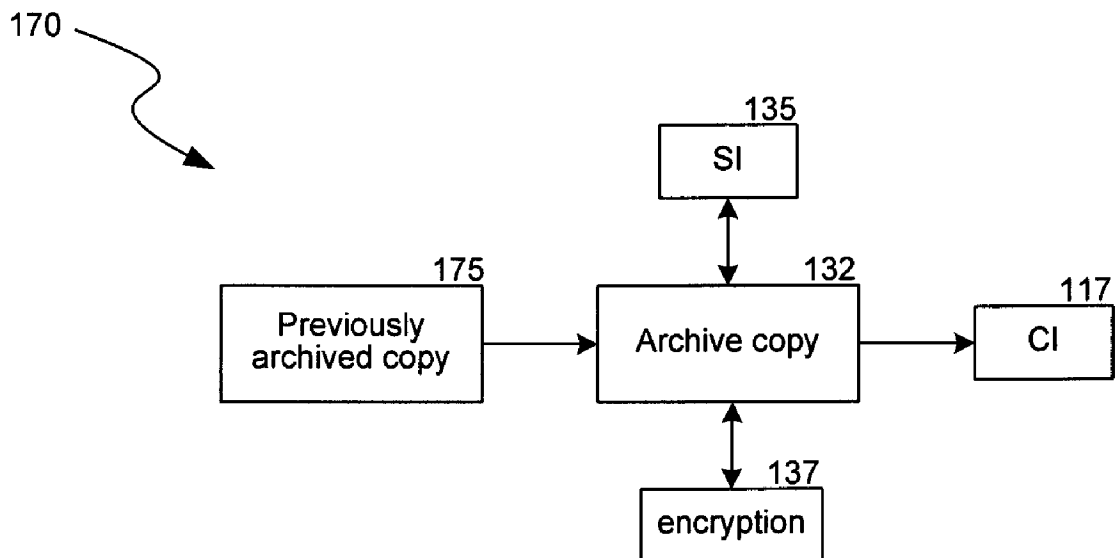 170
135
SI
175
Previously
archived copy
132
Archive copy
117
CI
137
encryption